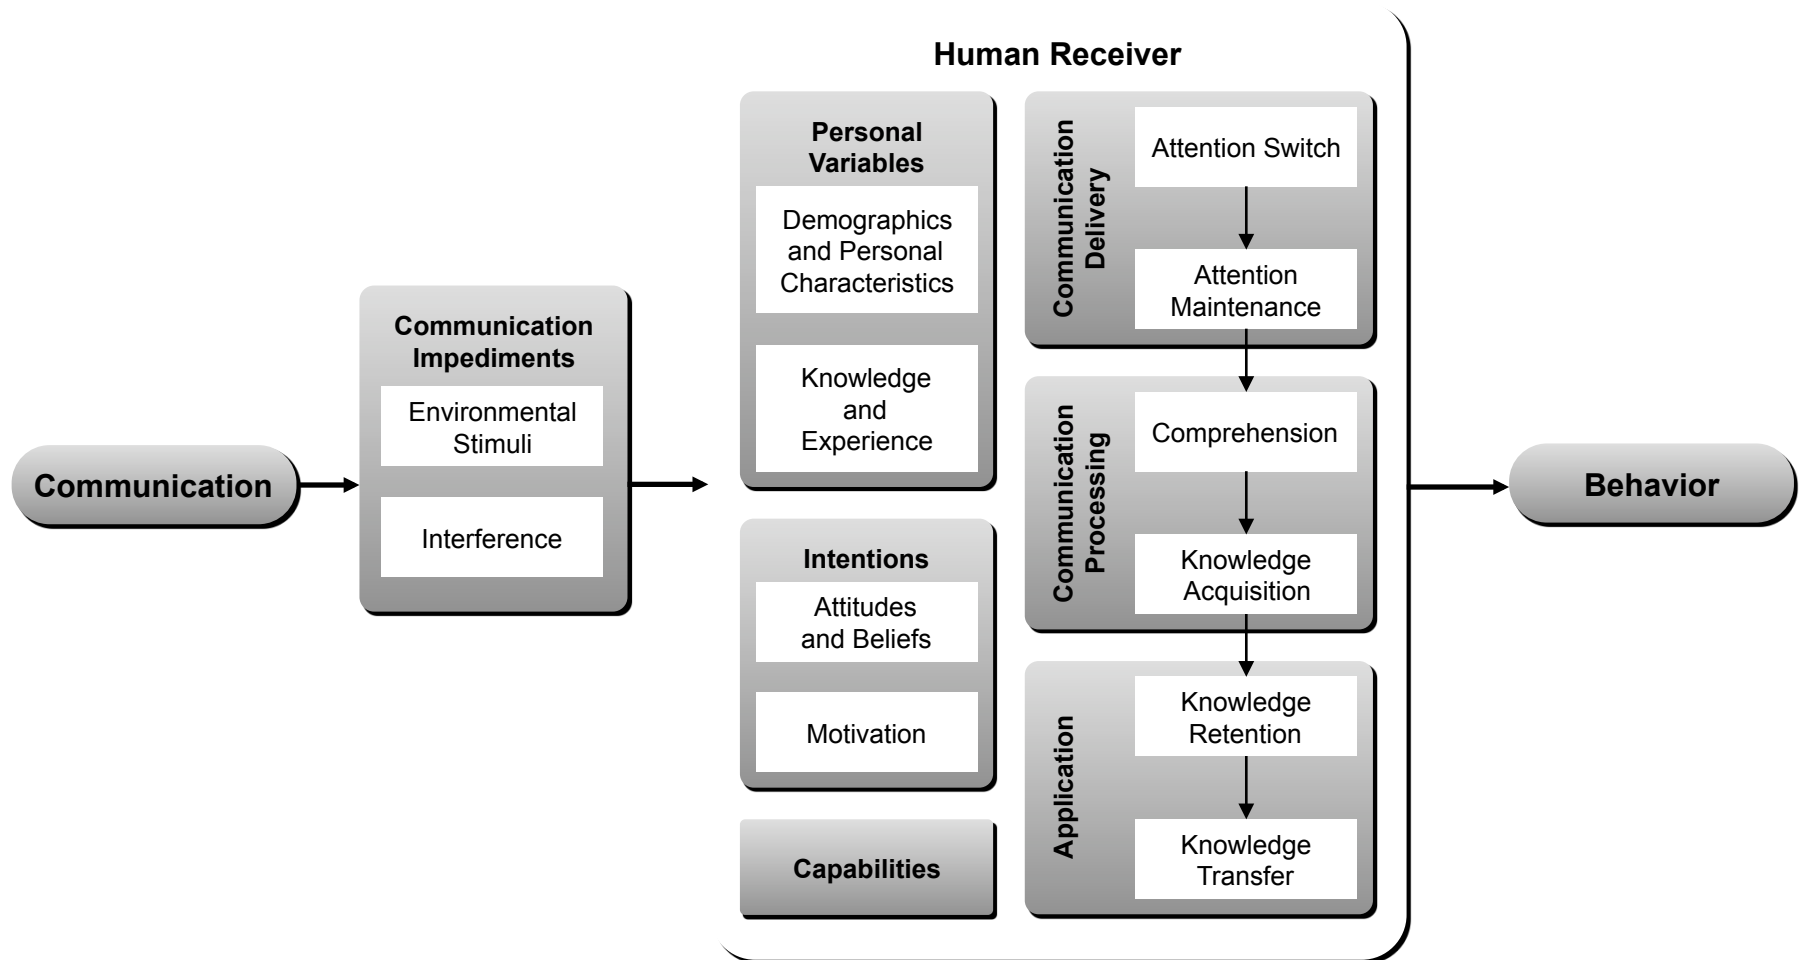 Human Receiver
Communication
Communication
Impediments
Environmental
Stimuli
Interference
Personal
Variables
Demographics
and Personal
Characteristics
Knowledge
and
Experience
Intentions
Attitudes
and Beliefs
Motivation
Capabilities
Communication
Delivery
Attention Switch
Attention
Maintenance
Communication
Processing
Comprehension
Knowledge
Acquisition
Application
Knowledge
Retention
Knowledge
Transfer
Behavior